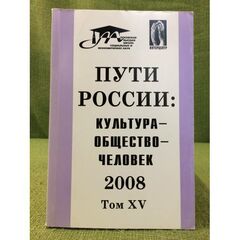 ПУТИ
РОССИИ:
КУЛЬТУРА–
ОБЩЕСТВО–
ЧЕЛОВЕК
2008
Том XV